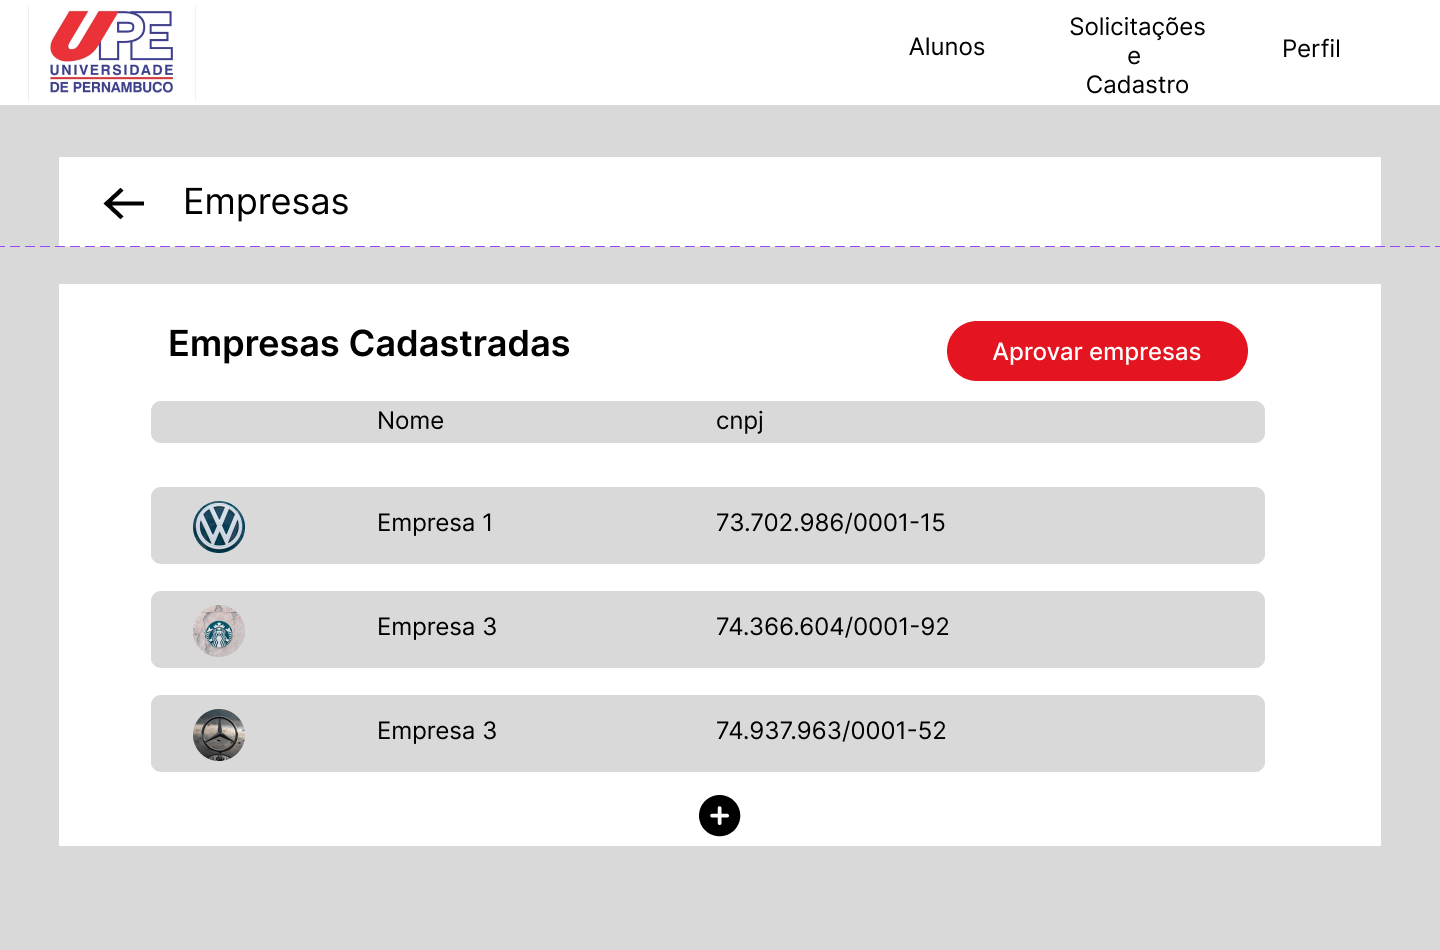 UPE
UNIVERSIDADE
DE PERNAMBUCO
Alunos
Solicitações
e
Cadastro
Perfil
Empresas
Empresas Cadastradas
Aprovar empresas
Nome cnpj
Empresa 1 73.702.986/0001-15
Empresa 3 74.366.604/0001-92
Empresa 3 74.937.963/0001-52